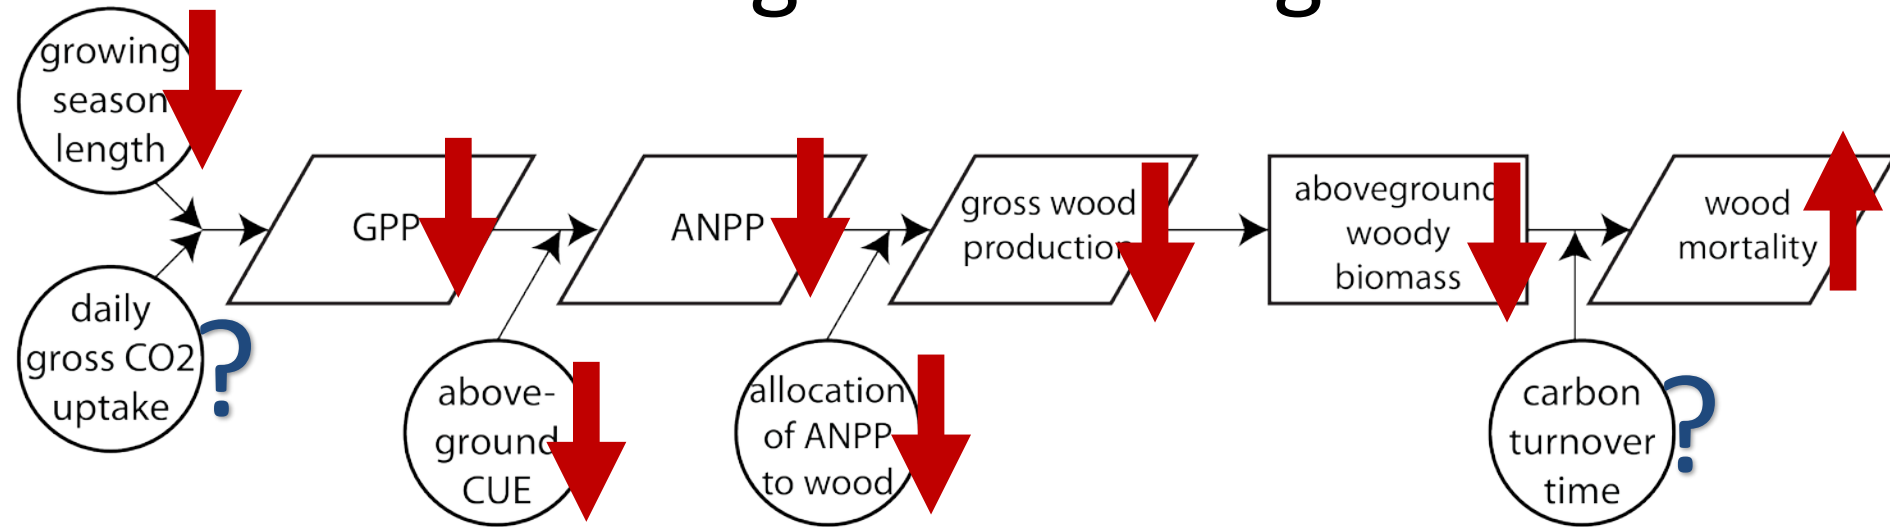 growing
season
length
daily
gross CO2
uptake
?
GPP
above-
ground
CUE
ANPP
allocation
of ANPP
to wood
gross wood
production
aboveground
woody
biomass
carbon
turnover
time
?
wood
mortality